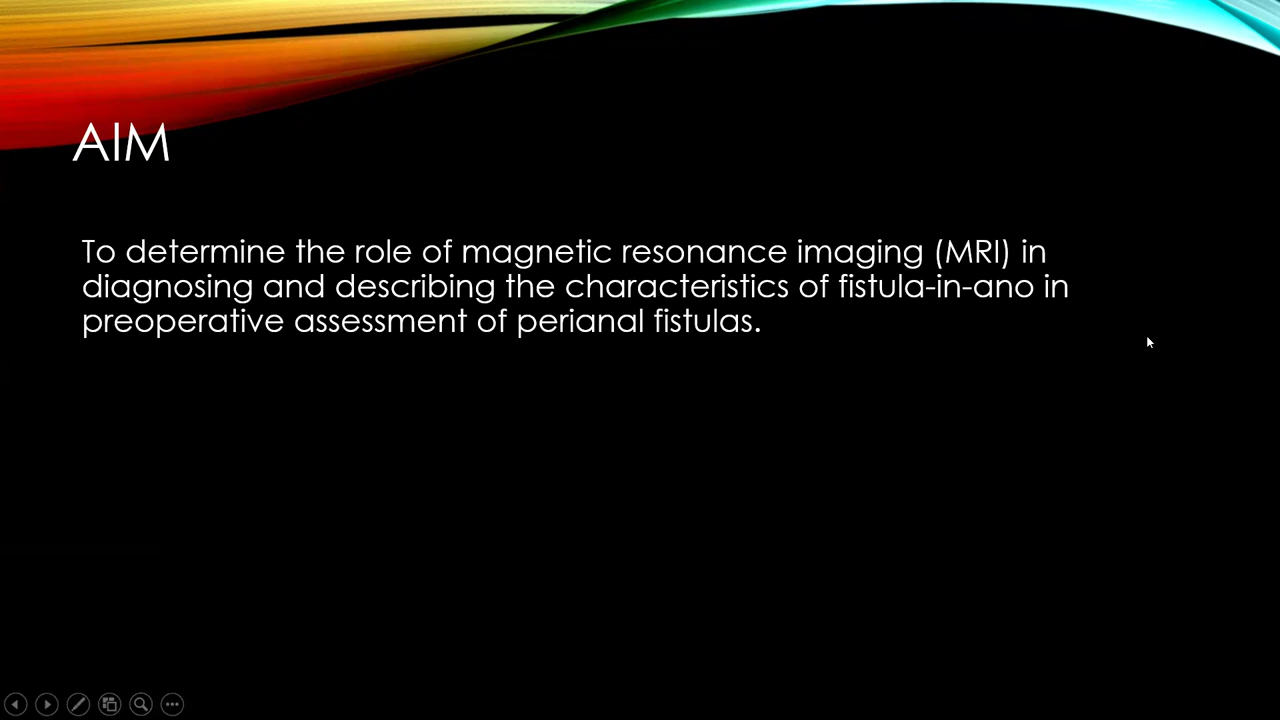 AIM
To determine the role of magnetic resonance imaging (MRI) in
diagnosing and describing the characteristics of fistula-in-ano in
preoperative assessment of perianal fistulas.